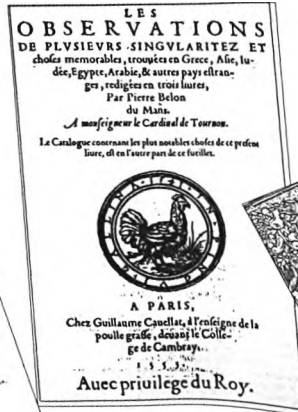 LES
OBSERVATIONS
DE PLVSIEVRS SINGVLARITEZ ET
choses memorables, trouuées en Grece, Asie, Iu-
dée, Egypte, Arabie, & autres pays estran-
ges, redigées en trois liures,
Par Pierre Belon
du Mans.
A monseigneur le Cardinal de Tournon.
Le Catalogue contenant les plus notables choses de ce present
liure, est en l'autre part de ce fueillet.
A PARIS,
Chez Guillaume Cauellat, à l'enseigne de la
poulle grasse, deuant le Colle-
ge de Cambray.
1553.
Auec priuilege du Roy.